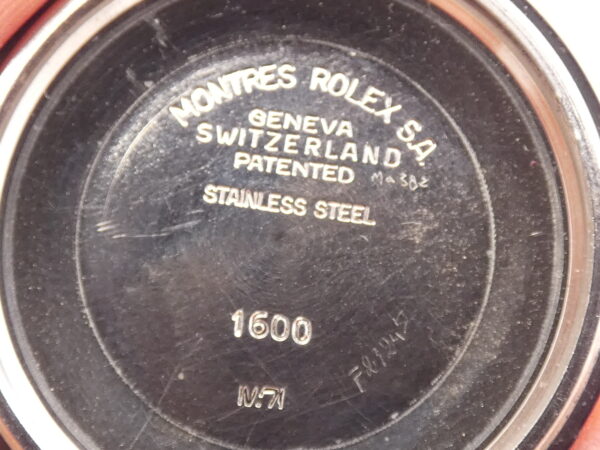 MONTRES ROLEX S.A.
GENEVA
SWITZERLAND
PATENTED
STAINLESS STEEL
1600
IV.71